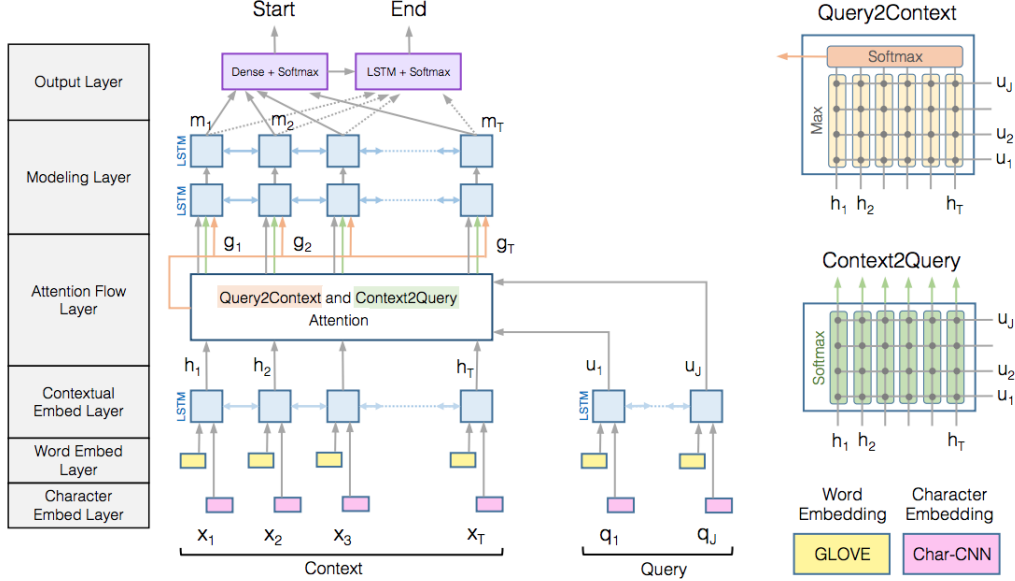 Start End
Query2Context
Output Layer
Dense + Softmax
LSTM + Softmax
Softmax
Max
u_J
u_2
u_1
h_1 h_2 h_T
m_1 m_2 m_T
Modeling Layer
LSTM
LSTM
g_1 g_2 g_T
Attention Flow
Layer
Query2Context and Context2Query
Attention
Context2Query
Softmax
u_J
u_2
u_1
h_1 h_2 h_T
h_1 h_2 h_T
u_1 u_J
Contextual
Embed Layer
LSTM
LSTM
Word Embed
Layer
Character
Embed Layer
x_1 x_2 x_3 x_T
q_1 q_J
Context
Query
Word
Embedding
Character
Embedding
GLOVE
Char-CNN